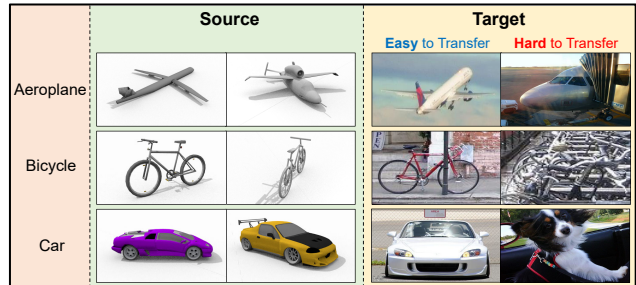 Source
Target
Easy to Transfer
Hard to Transfer
Aeroplane
Bicycle
Car